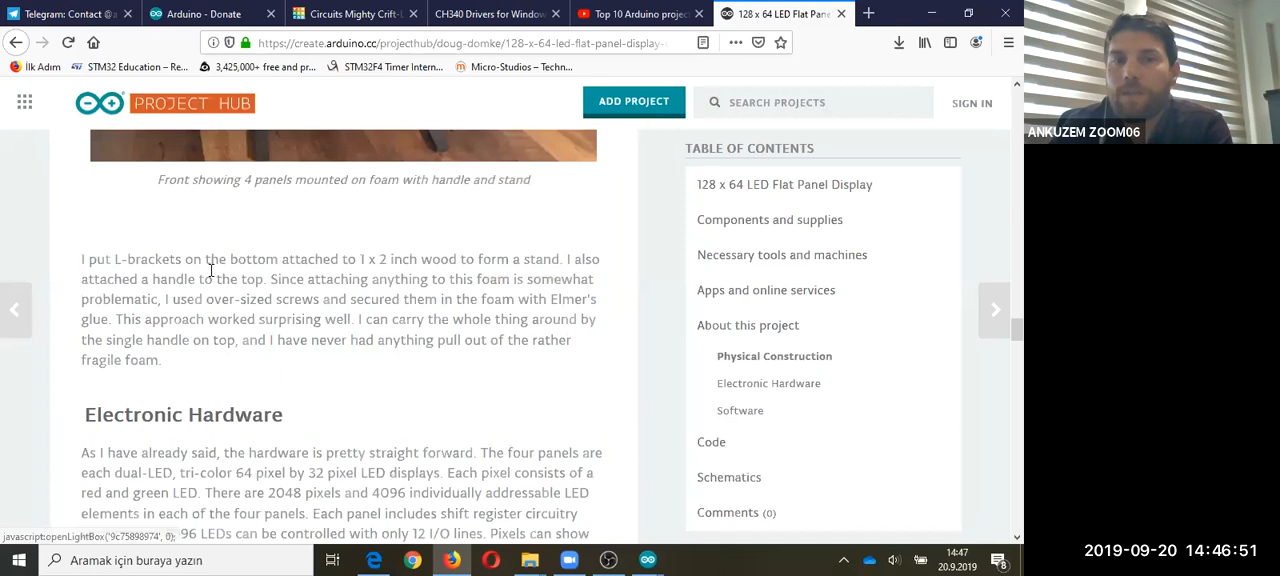 Telegram: Contact @a
Arduino - Donate
Circuits Mighty Crift-L
CH340 Drivers for Window
Top 10 Arduino project
128 x 64 LED Flat Pane
https://create.arduino.cc/projecthub/doug-domke/128-x-64-led-flat-panel-display-
İlk Adım
STM32 Education – Re...
3,425,000+ free and pr...
STM32F4 Timer Intern...
Micro-Studios – Techn...
PROJECT HUB
ADD PROJECT
SEARCH PROJECTS
SIGN IN
ANKUZEM ZOOM06
Front showing 4 panels mounted on foam with handle and stand
I put L-brackets on the bottom attached to 1 x 2 inch wood to form a stand. I also
attached a handle to the top. Since attaching anything to this foam is somewhat
problematic, I used over-sized screws and secured them in the foam with Elmer's
glue. This approach worked surprising well. I can carry the whole thing around by
the single handle on top, and I have never had anything pull out of the rather
fragile foam.
Electronic Hardware
As I have already said, the hardware is pretty straight forward. The four panels are
each dual-LED, tri-color 64 pixel by 32 pixel LED displays. Each pixel consists of a
red and green LED. There are 2048 pixels and 4096 individually addressable LED
elements in each of the four panels. Each panel includes shift register circuitry
96 LEDs can be controlled with only 12 I/O lines. Pixels can show
TABLE OF CONTENTS
128 x 64 LED Flat Panel Display
Components and supplies
Necessary tools and machines
Apps and online services
About this project
Physical Construction
Electronic Hardware
Software
Code
Schematics
Comments (0)
javascript:openLightBox('9c75898974', 0);
Aramak için buraya yazın
14:47
20.9.2019
8
2019-09-20 14:46:51